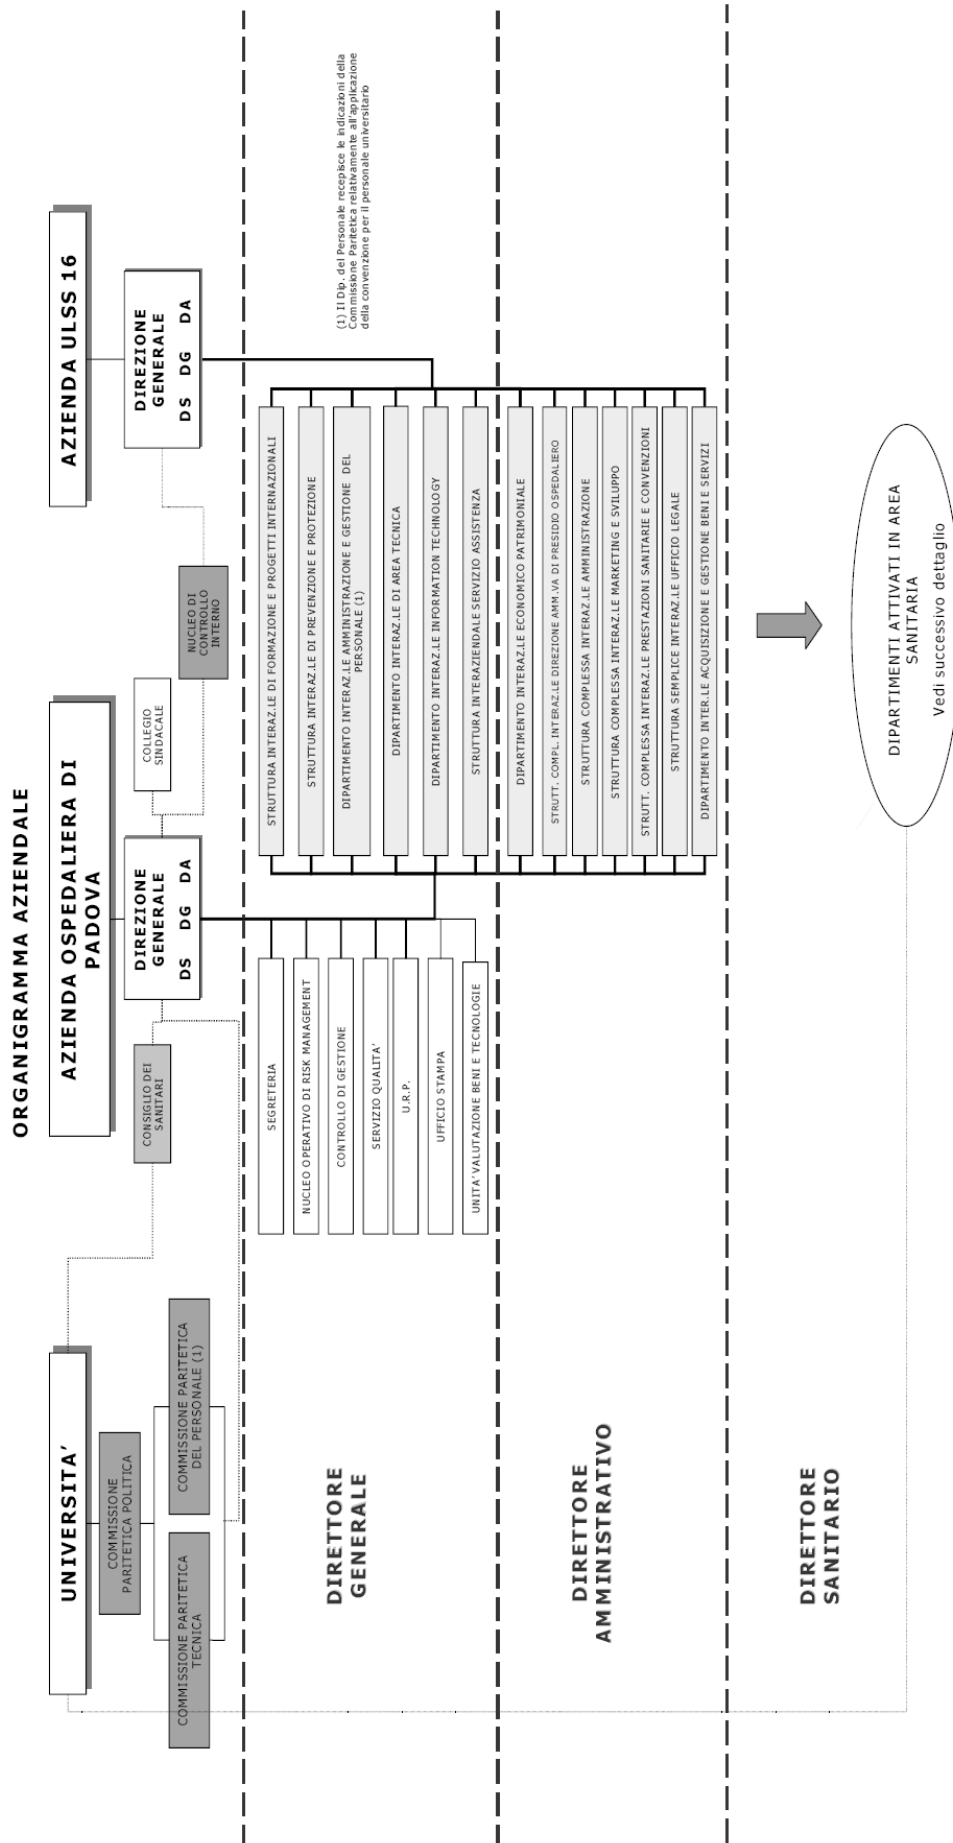 ORGANIGRAMMA AZIENDALE
UNIVERSITA’
AZIENDA OSPEDALIERA DI
PADOVA
AZIENDA ULSS 16
COMMISSIONE
PARITETICA POLITICA
COMMISSIONE PARITETICA
TECNICA
COMMISSIONE PARITETICA
DEL PERSONALE (1)
CONSIGLIO DEI
SANITARI
DIREZIONE
GENERALE
DS DG DA
COLLEGIO
SINDACALE
NUCLEO DI
CONTROLLO
INTERNO
DIREZIONE
GENERALE
DS DG DA
DIRETTORE
GENERALE
SEGRETERIA
NUCLEO OPERATIVO DI RISK MANAGEMENT
CONTROLLO DI GESTIONE
SERVIZIO QUALITA’
U.R.P.
UFFICIO STAMPA
UNITA’ VALUTAZIONE BENI E TECNOLOGIE
STRUTTURA INTERAZ.LE DI FORMAZIONE E PROGETTI INTERNAZIONALI
STRUTTURA INTERAZ.LE DI PREVENZIONE E PROTEZIONE
DIPARTIMENTO INTERAZ.LE AMMINISTRAZIONE E GESTIONE DEL
PERSONALE (1)
DIPARTIMENTO INTERAZ.LE DI AREA TECNICA
DIPARTIMENTO INTERAZ.LE INFORMATION TECHNOLOGY
STRUTTURA INTERAZIENDALE SERVIZIO ASSISTENZA
(1) Il Dip. del Personale recepisce le indicazioni della
Commissione Paritetica relativamente all’applicazione
della convenzione per il personale universitario
DIRETTORE
AMMINISTRATIVO
DIPARTIMENTO INTERAZ.LE ECONOMICO PATRIMONIALE
STRUTT. COMPL. INTERAZ.LE DIREZIONE AMM.VA DI PRESIDIO OSPEDALIERO
STRUTTURA COMPLESSA INTERAZ.LE AMMINISTRAZIONE
STRUTTURA COMPLESSA INTERAZ.LE MARKETING E SVILUPPO
STRUTT. COMPLESSA INTERAZ.LE PRESTAZIONI SANITARIE E CONVENZIONI
STRUTTURA SEMPLICE INTERAZ.LE UFFICIO LEGALE
DIPARTIMENTO INTER.LE ACQUISIZIONE E GESTIONE BENI E SERVIZI
DIRETTORE
SANITARIO
DIPARTIMENTI ATTIVATI IN AREA
SANITARIA
Vedi successivo dettaglio